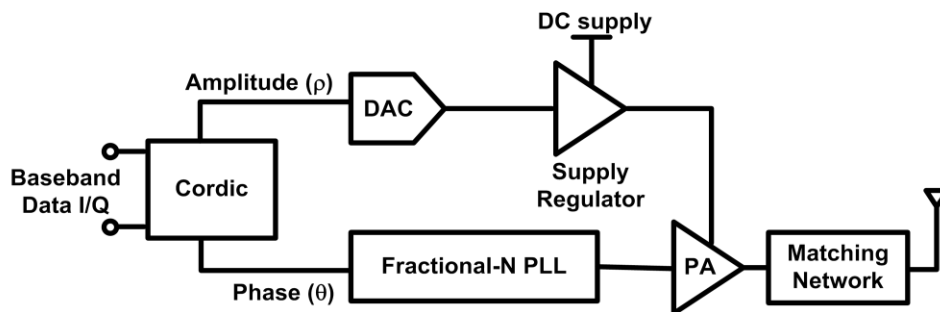 DC supply
Amplitude (ρ)
DAC
Baseband
Data I/Q
Cordic
Supply
Regulator
Fractional-N PLL
PA
Matching
Network
Phase (θ)